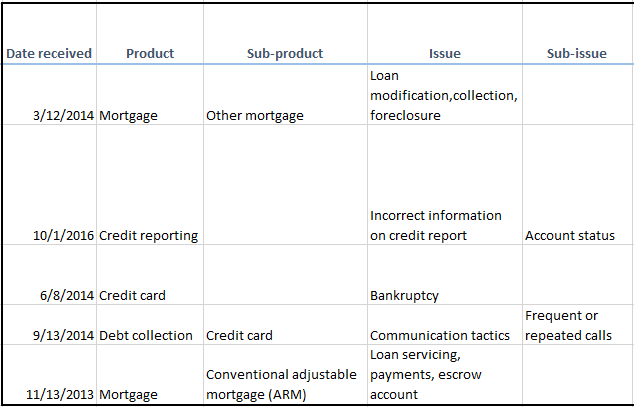 Date received Product Sub-product Issue Sub-issue
Loan
modification,collection,
3/12/2014 Mortgage Other mortgage foreclosure
Incorrect information
10/1/2016 Credit reporting on credit report Account status
6/8/2014 Credit card Bankruptcy
Frequent or
9/13/2014 Debt collection Credit card Communication tactics repeated calls
Loan servicing,
Conventional adjustable payments, escrow
11/13/2013 Mortgage mortgage (ARM) account